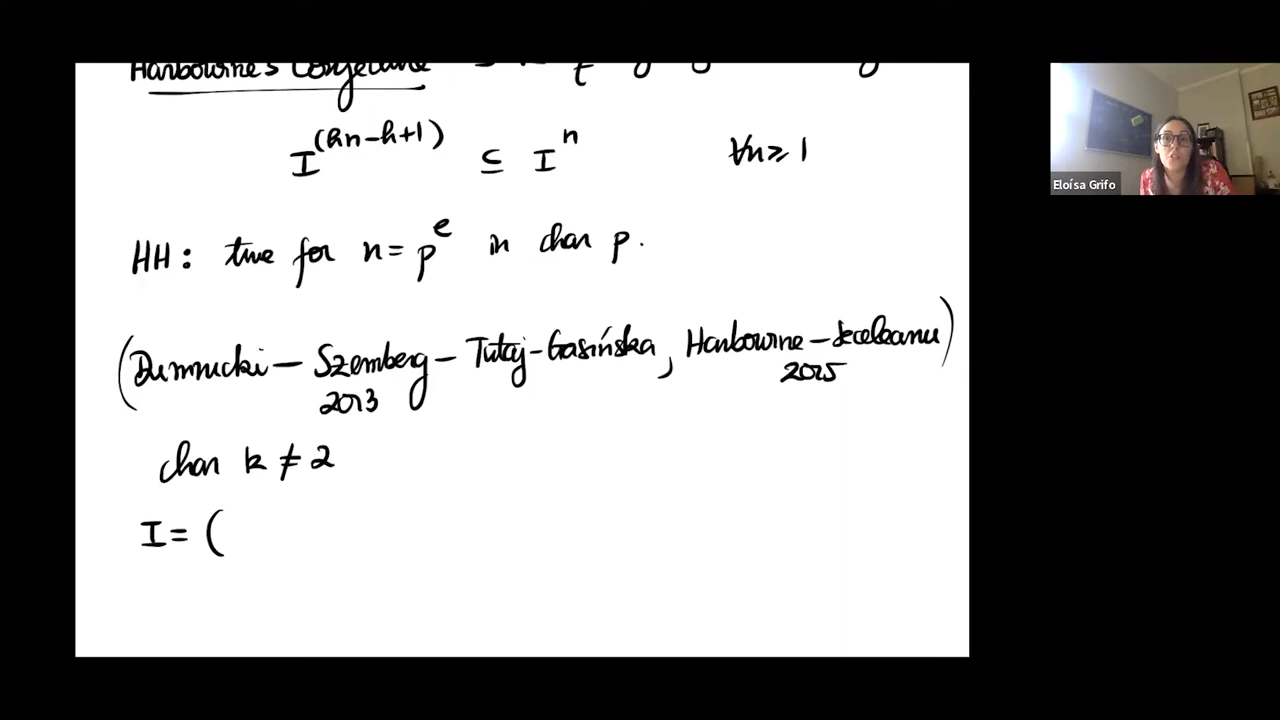 Harbourne's Conjecture
I^(hn-h+1) ⊆ I^n ∀n ≥ 1
HH: true for n = p^e in char p.
(Dumnicki - Szemberg - Tutaj-Gasińska, Harbourne - Seceleanu)
2013 2015
char k ≠ 2
I = (
Eloísa Grifo